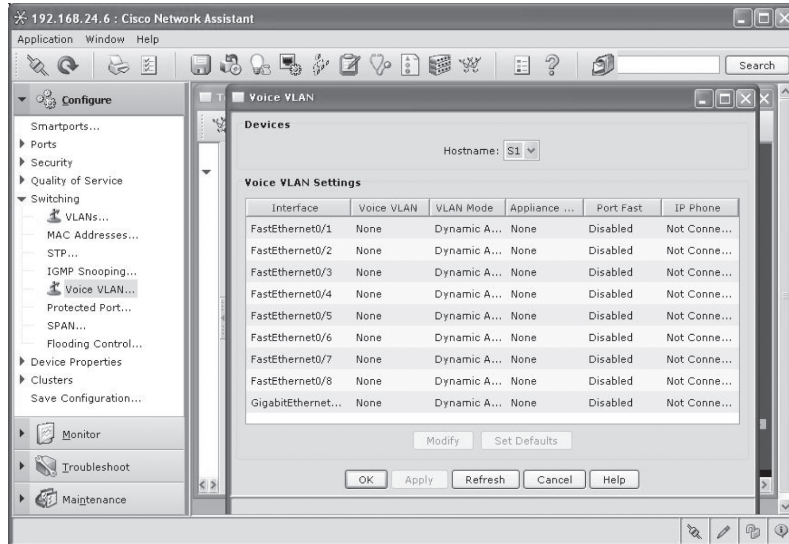 192.168.24.6 : Cisco Network Assistant
Application Window Help
Search
Configure
Smartports...
Ports
Security
Quality of Service
Switching
VLANs...
MAC Addresses...
STP...
IGMP Snooping...
Voice VLAN...
Protected Port...
SPAN...
Flooding Control...
Device Properties
Clusters
Save Configuration...
Monitor
Troubleshoot
Maintenance
T
Voice VLAN
Devices
Hostname: S1
Voice VLAN Settings
Interface Voice VLAN VLAN Mode Appliance ... Port Fast IP Phone
FastEthernet0/1 None Dynamic A... None Disabled Not Conne...
FastEthernet0/2 None Dynamic A... None Disabled Not Conne...
FastEthernet0/3 None Dynamic A... None Disabled Not Conne...
FastEthernet0/4 None Dynamic A... None Disabled Not Conne...
FastEthernet0/5 None Dynamic A... None Disabled Not Conne...
FastEthernet0/6 None Dynamic A... None Disabled Not Conne...
FastEthernet0/7 None Dynamic A... None Disabled Not Conne...
FastEthernet0/8 None Dynamic A... None Disabled Not Conne...
GigabitEthernet... None Dynamic A... None Disabled Not Conne...
Modify Set Defaults
OK Apply Refresh Cancel Help